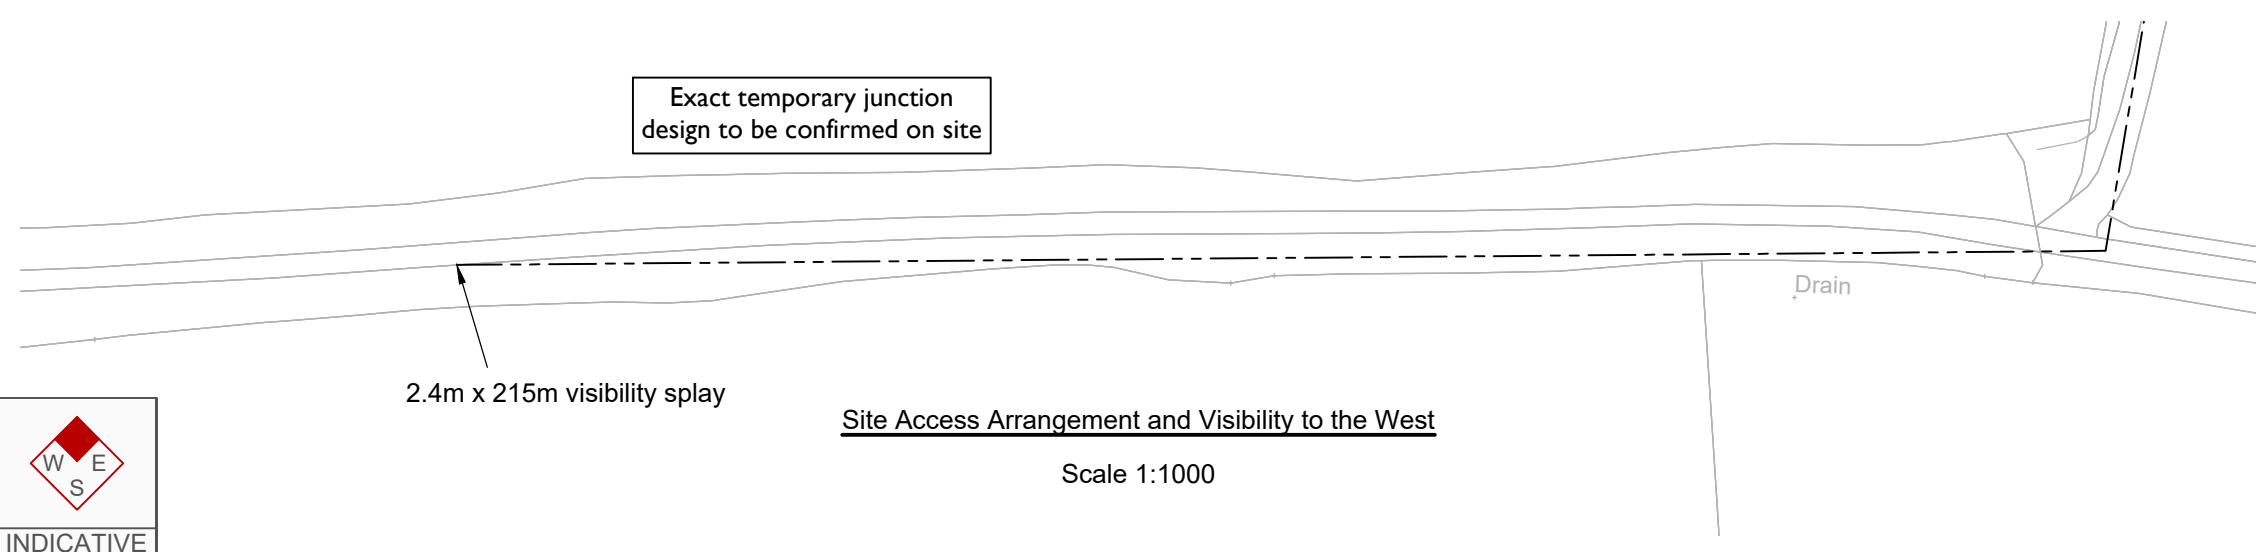 Exact temporary junction
design to be confirmed on site
Drain
2.4m x 215m visibility splay
Site Access Arrangement and Visibility to the West
Scale 1:1000
W E
S
INDICATIVE